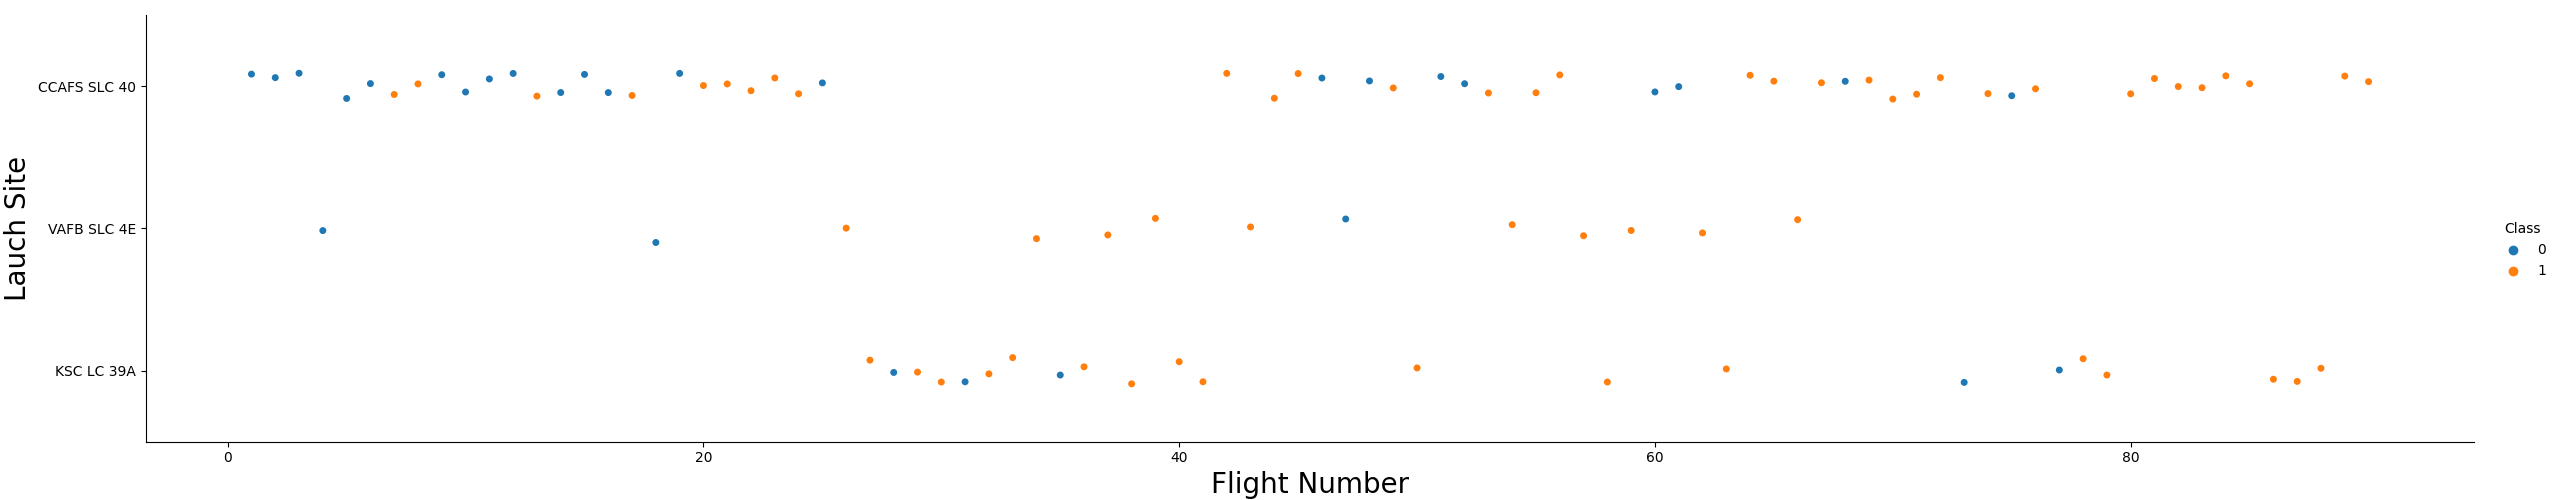 Lauch Site
CCAFS SLC 40
VAFB SLC 4E
KSC LC 39A
0 20 40 60 80
Flight Number
Class
0
1